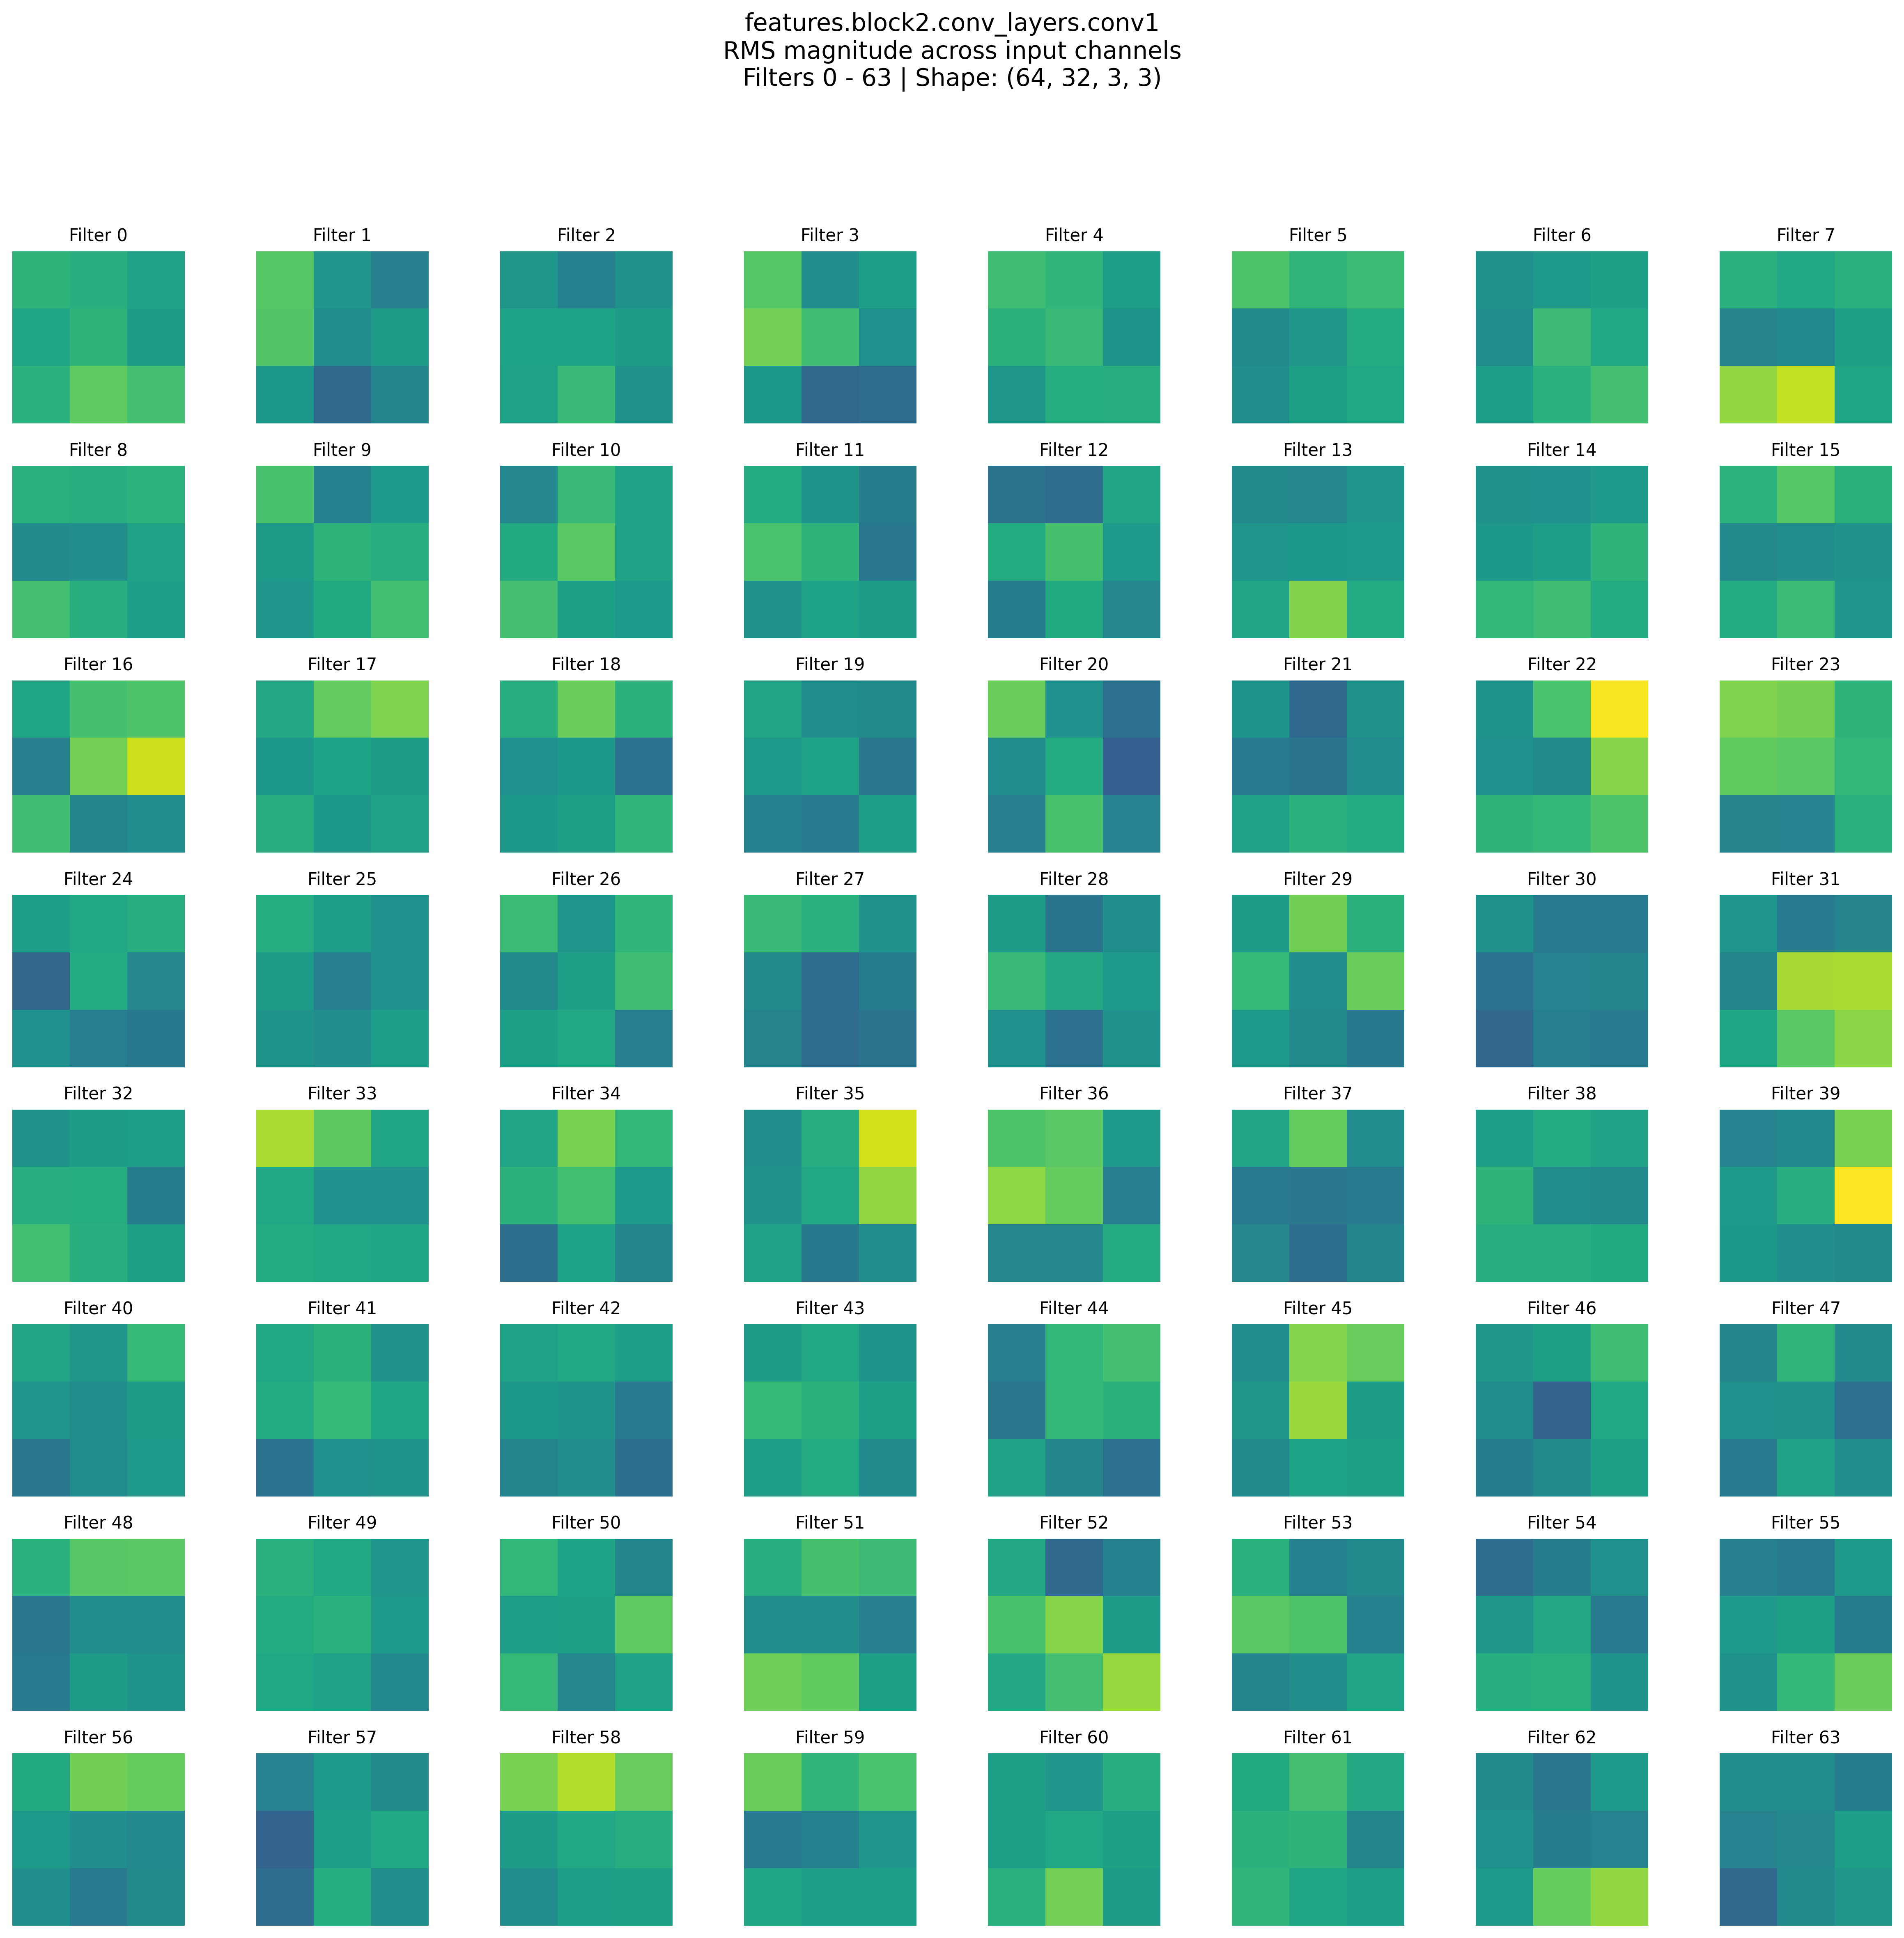 features.block2.conv_layers.conv1
RMS magnitude across input channels
Filters 0 - 63 | Shape: (64, 32, 3, 3)
Filter 0 Filter 1 Filter 2 Filter 3 Filter 4 Filter 5 Filter 6 Filter 7
Filter 8 Filter 9 Filter 10 Filter 11 Filter 12 Filter 13 Filter 14 Filter 15
Filter 16 Filter 17 Filter 18 Filter 19 Filter 20 Filter 21 Filter 22 Filter 23
Filter 24 Filter 25 Filter 26 Filter 27 Filter 28 Filter 29 Filter 30 Filter 31
Filter 32 Filter 33 Filter 34 Filter 35 Filter 36 Filter 37 Filter 38 Filter 39
Filter 40 Filter 41 Filter 42 Filter 43 Filter 44 Filter 45 Filter 46 Filter 47
Filter 48 Filter 49 Filter 50 Filter 51 Filter 52 Filter 53 Filter 54 Filter 55
Filter 56 Filter 57 Filter 58 Filter 59 Filter 60 Filter 61 Filter 62 Filter 63